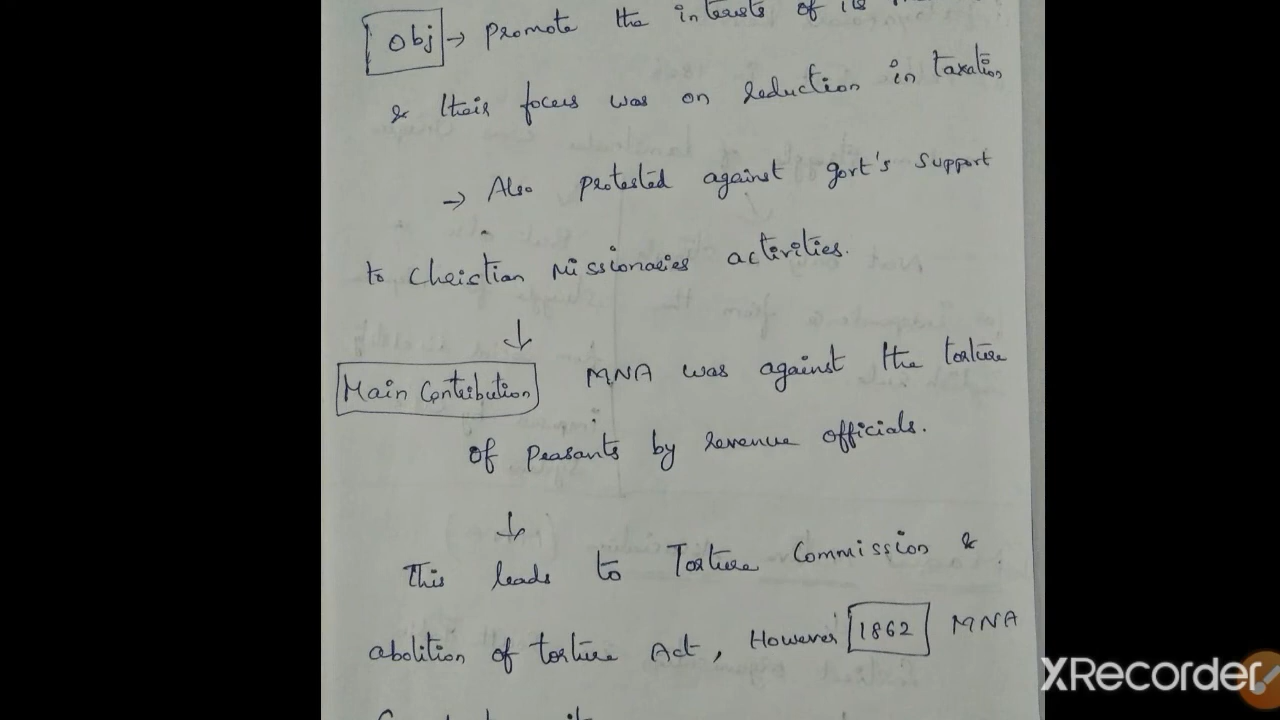 Obj → Promote the interests of its
& their focus was on reduction in taxation
→ Also protested against govt's support
to Christian Missionaries activities.
↓
Main Contribution MNA was against the torture
of peasants by revenue officials.
↓
This leads to Torture Commission &
abolition of torture Act, However 1862 MNA
XRecorder